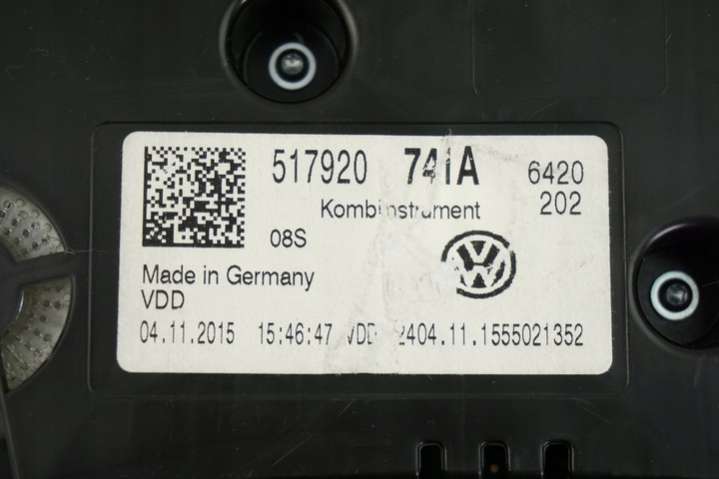 517920 741A 6420
Kombiinstrument 202
08S
Made in Germany
VDD
04.11.2015 15:46:47 VDD 2404.11.1555021352